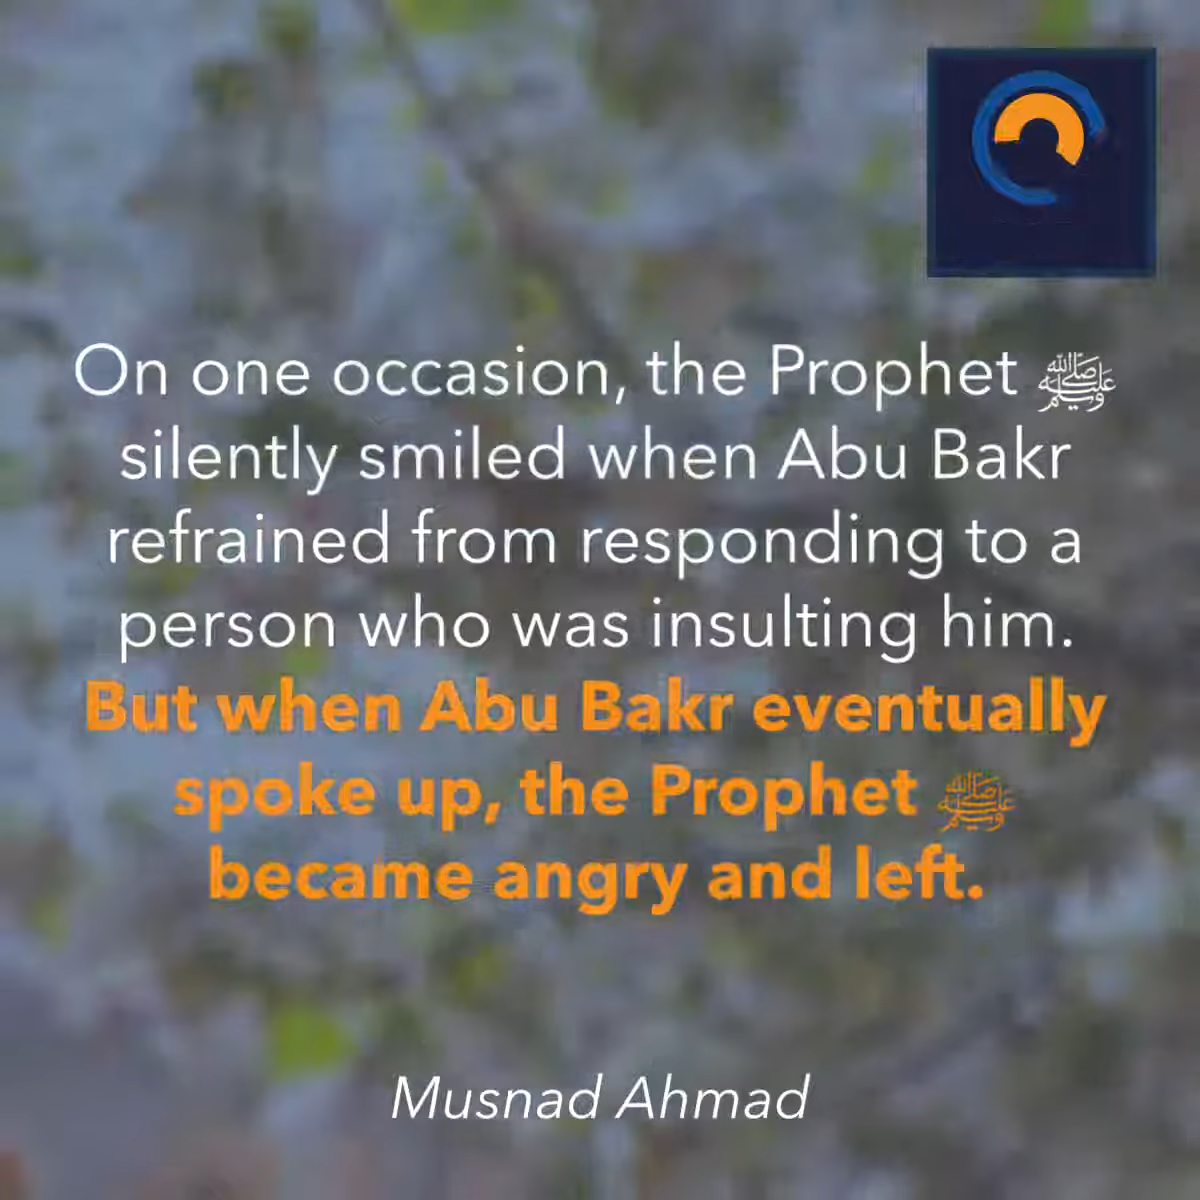 On one occasion, the Prophet ﷺ
silently smiled when Abu Bakr
refrained from responding to a
person who was insulting him.
But when Abu Bakr eventually
spoke up, the Prophet ﷺ
became angry and left.
Musnad Ahmad